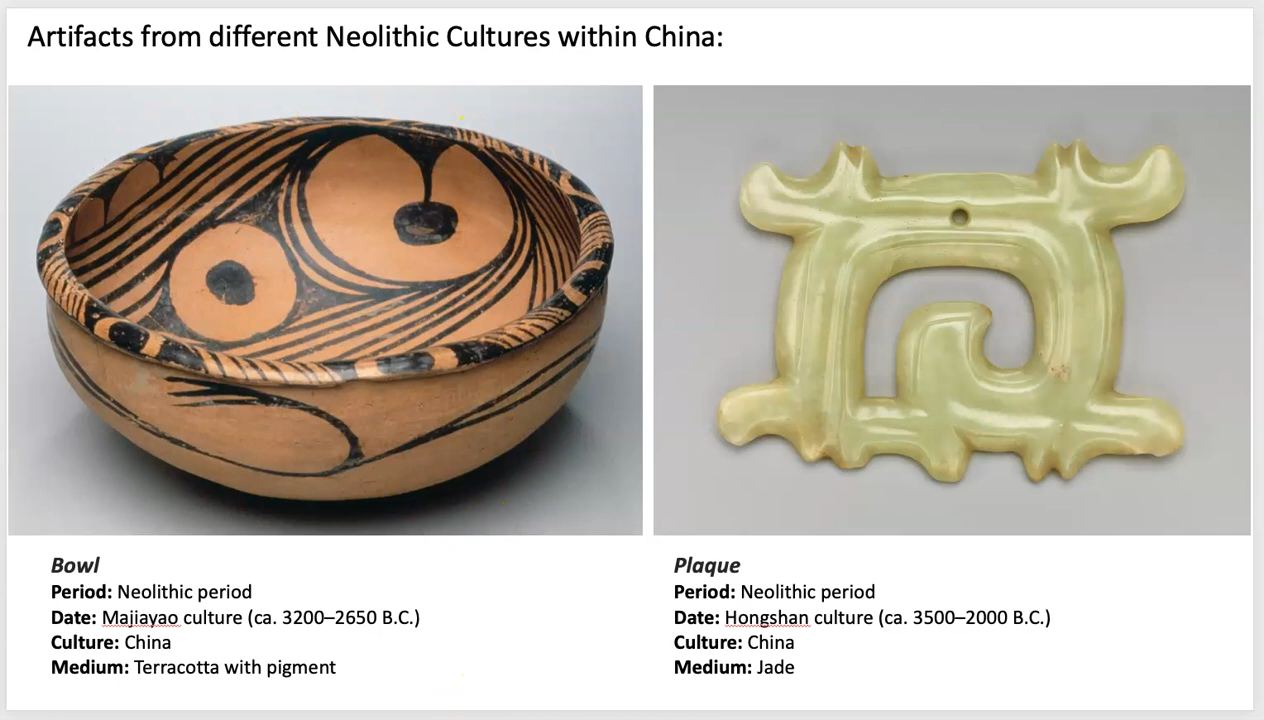 Artifacts from different Neolithic Cultures within China:
Bowl
Period: Neolithic period
Date: Majiayao culture (ca. 3200–2650 B.C.)
Culture: China
Medium: Terracotta with pigment
Plaque
Period: Neolithic period
Date: Hongshan culture (ca. 3500–2000 B.C.)
Culture: China
Medium: Jade